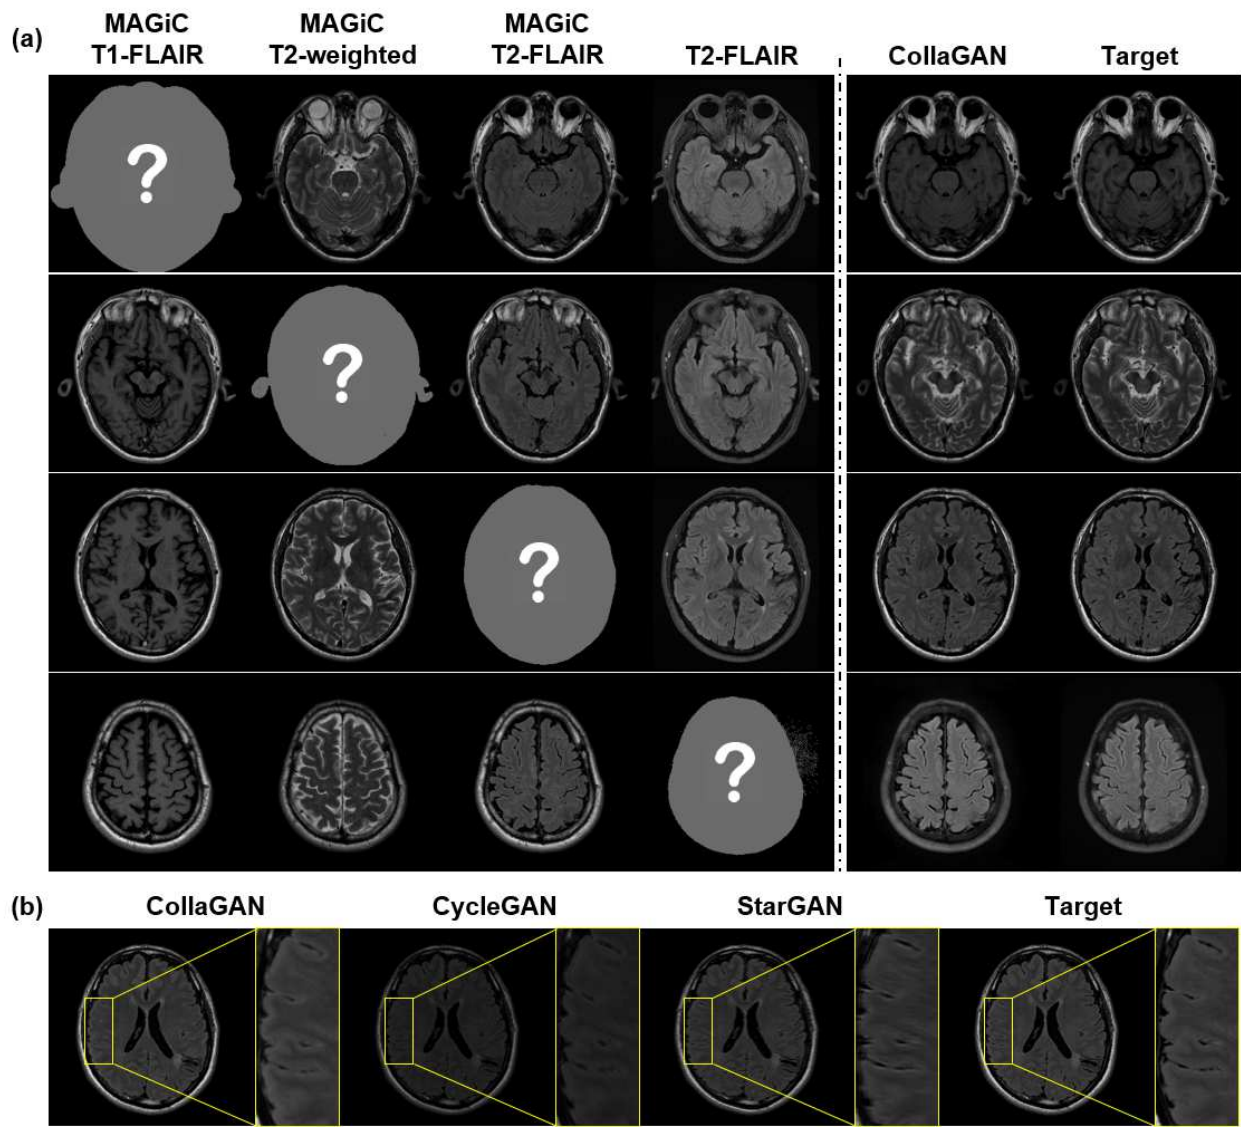 (a)
MAGiC
T1-FLAIR
MAGiC
T2-weighted
MAGiC
T2-FLAIR
T2-FLAIR
CollaGAN
Target
?
?
?
?
(b)
CollaGAN
CycleGAN
StarGAN
Target